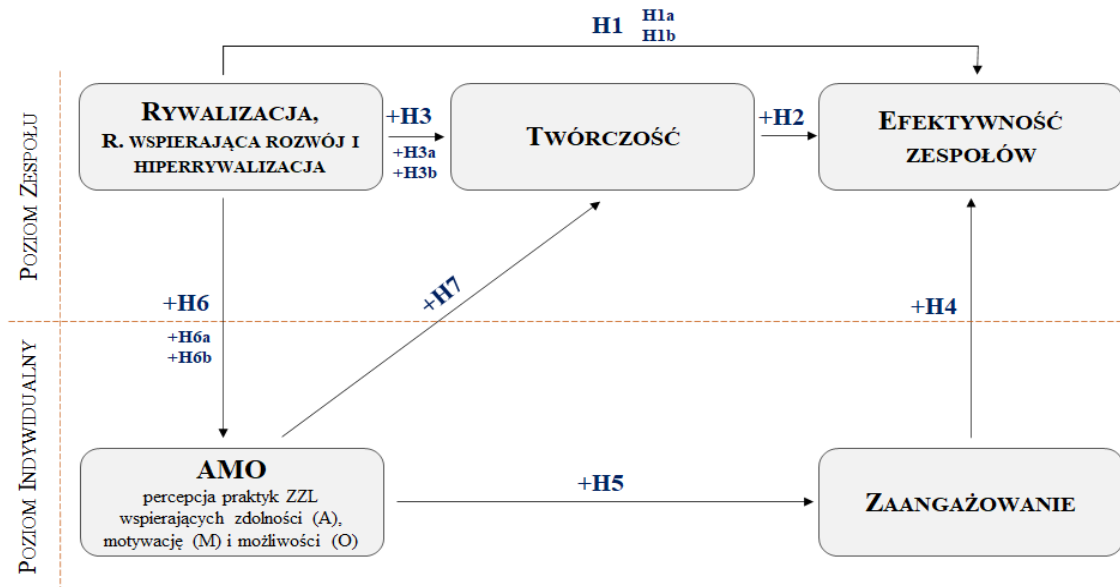 H1
H1a
H1b
POZIOM ZESPOŁU
RYWALIZACJA,
R. WSPIERAJĄCA ROZWÓJ I
HIPERRYWALIZACJA
+H3
+H3a
+H3b
TWÓRCZOŚĆ
+H2
EFEKTYWNOŚĆ
ZESPOŁÓW
+H6
+H6a
+H6b
+H7
+H4
POZIOM INDYWIDUALNY
AMO
percepcja praktyk ZZL
wspierających zdolności (A),
motywację (M) i możliwości (O)
+H5
ZAANGAŻOWANIE